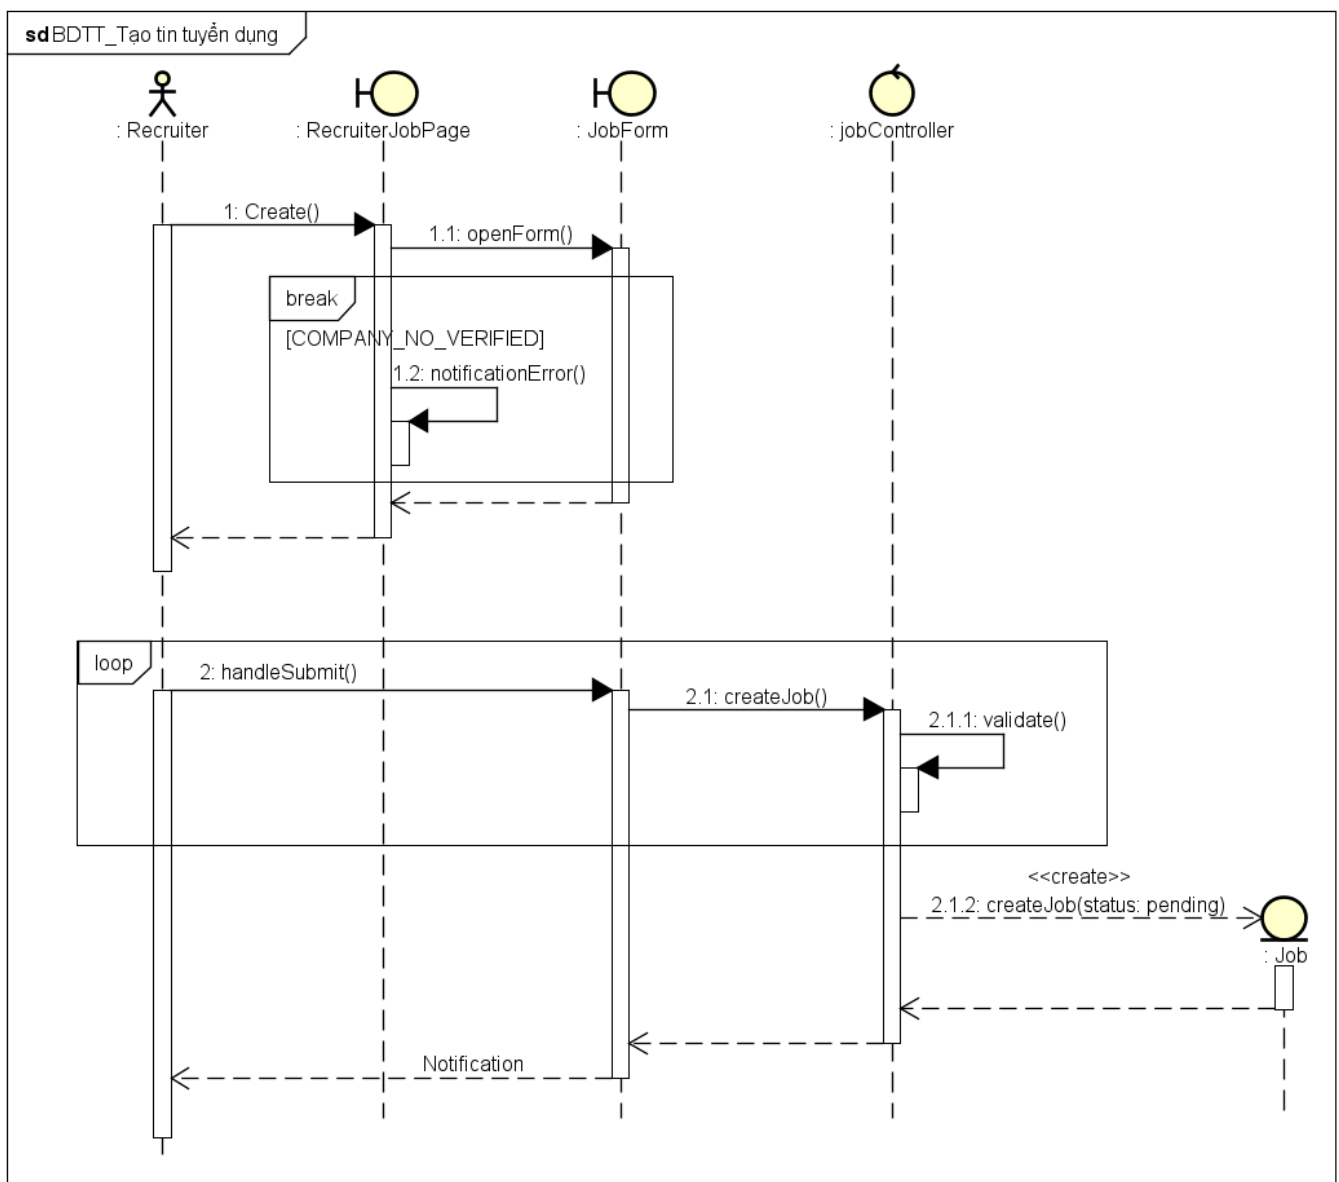 sd BDTT_Tạo tin tuyển dụng
: Recruiter
: RecruiterJobPage
: JobForm
: jobController
1: Create()
1.1: openForm()
break
[COMPANY_NO_VERIFIED]
1.2: notificationError()
loop
2: handleSubmit()
2.1: createJob()
2.1.1: validate()
<<create>>
2.1.2: createJob(status: pending)
: Job
Notification